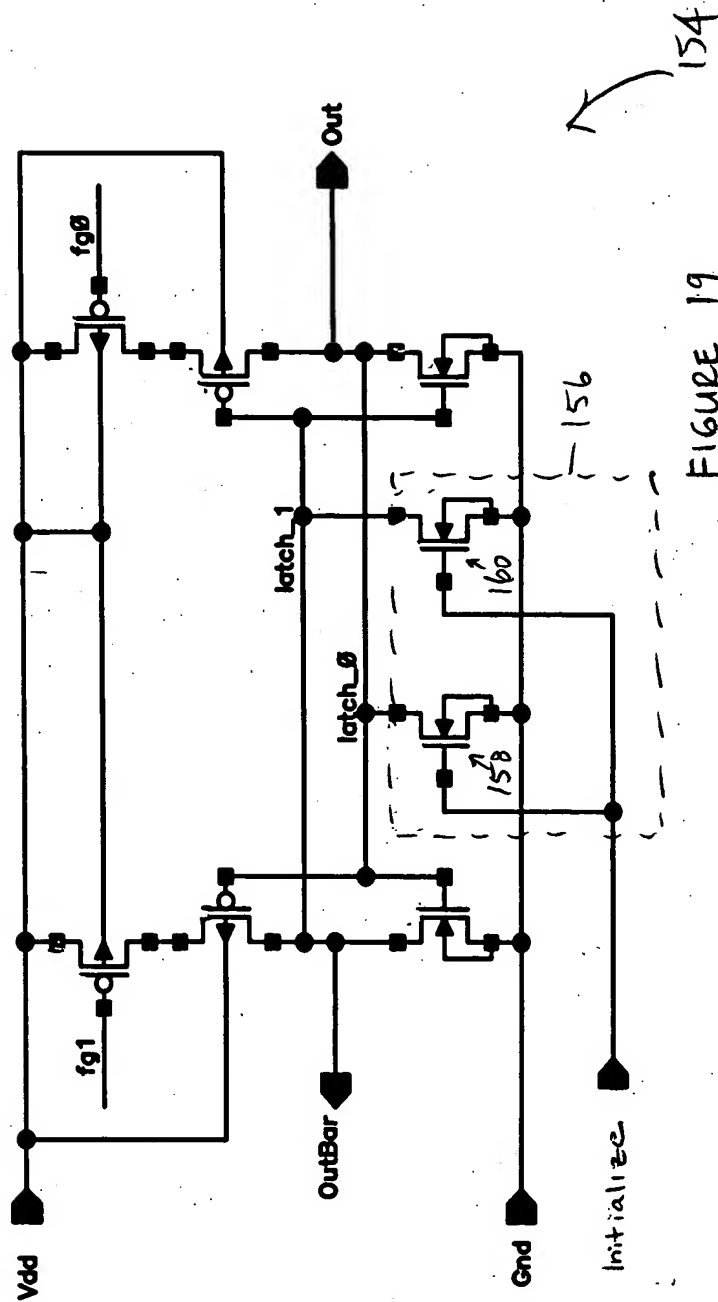 Vdd
fg1
fg0
OutBar
Out
latch_1
latch_0
158
160
156
Gnd
Initialize
154
FIGURE 19